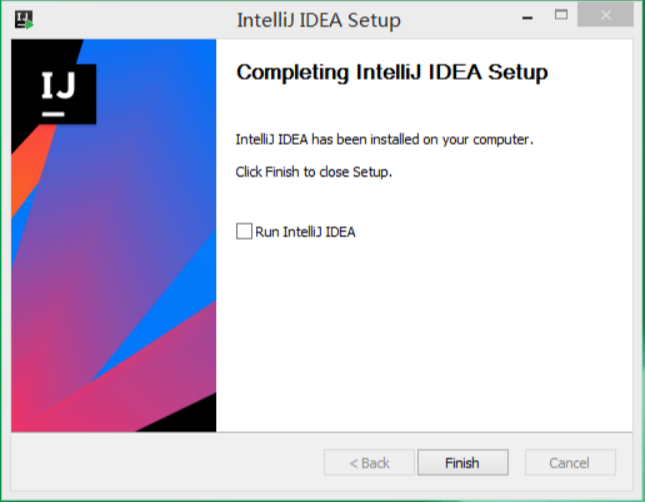 IntelliJ IDEA Setup
IJ
Completing IntelliJ IDEA Setup
IntelliJ IDEA has been installed on your computer.
Click Finish to close Setup.
Run IntelliJ IDEA
< Back
Finish
Cancel